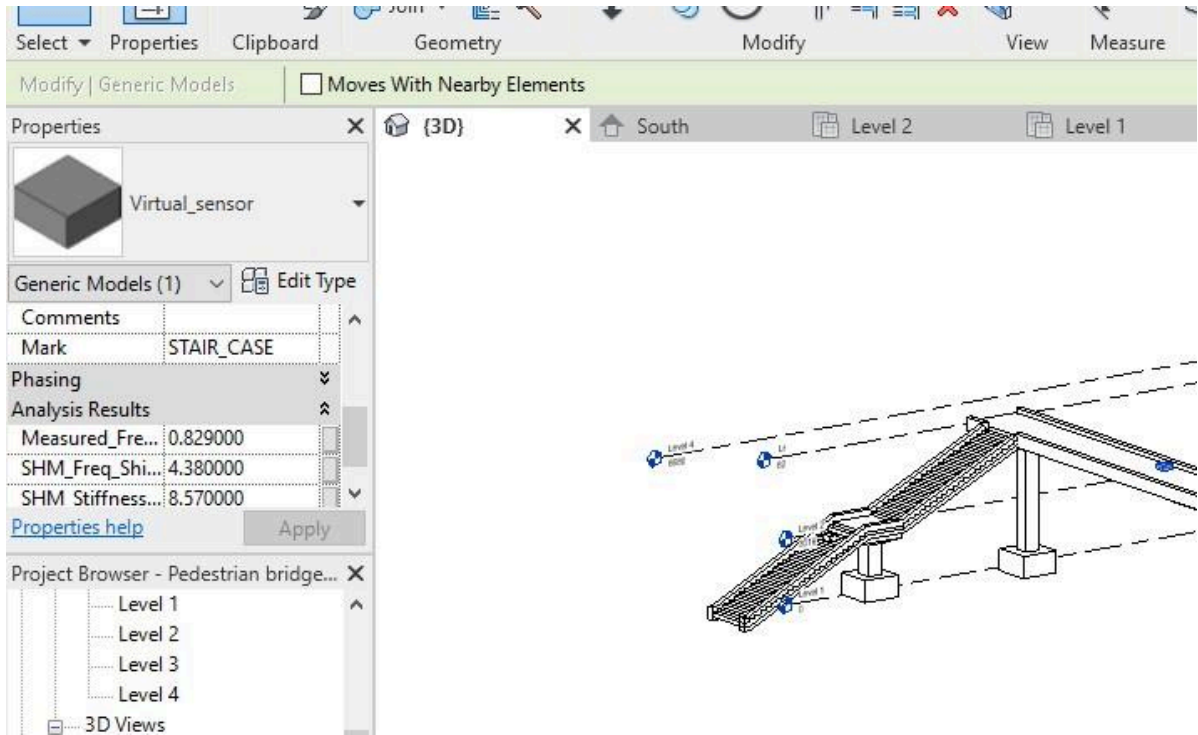 Join
Select Properties Clipboard Geometry Modify View Measure
Modify | Generic Models Moves With Nearby Elements
Properties
{3D} South Level 2 Level 1
Virtual_sensor
Generic Models (1) Edit Type
Comments
Mark STAIR_CASE
Phasing
Analysis Results
Measured_Fre... 0.829000
SHM_Freq_Shi... 4.380000
SHM_Stiffness... 8.570000
Properties help Apply
Project Browser - Pedestrian bridge...
Level 1
Level 2
Level 3
Level 4
3D Views
Level 4
Level 2
Level 1
0